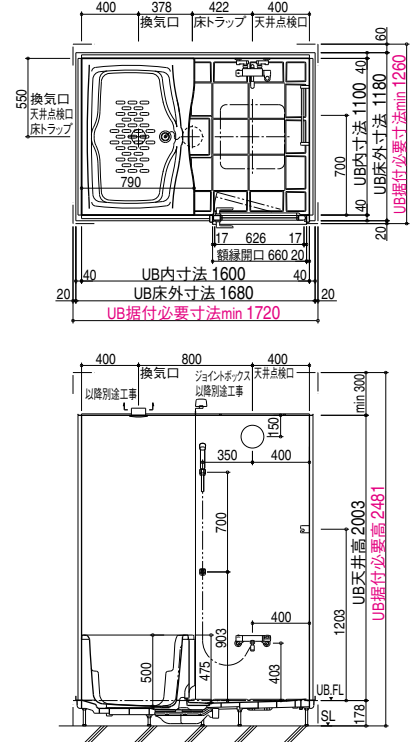 400 378 422 400
換気口 床トラップ 天井点検口
60
550
換気口
天井点検口
床トラップ
40
UB内寸法 1100
UB床外寸法 1180
UB据付必要寸法min 1260
700
790
40
20
17 626 17
額縁開口 660 20
40 UB内寸法 1600 40
20 UB床外寸法 1680 20
UB据付必要寸法min 1720
400 800 400
換気口 ジョイントボックス 天井点検口
以降別途工事 以降別途工事
min 300
150
350 400
700
UB天井高 2003
UB据付必要高 2481
1203
400
903
500 475 403
UB.FL
SL 178